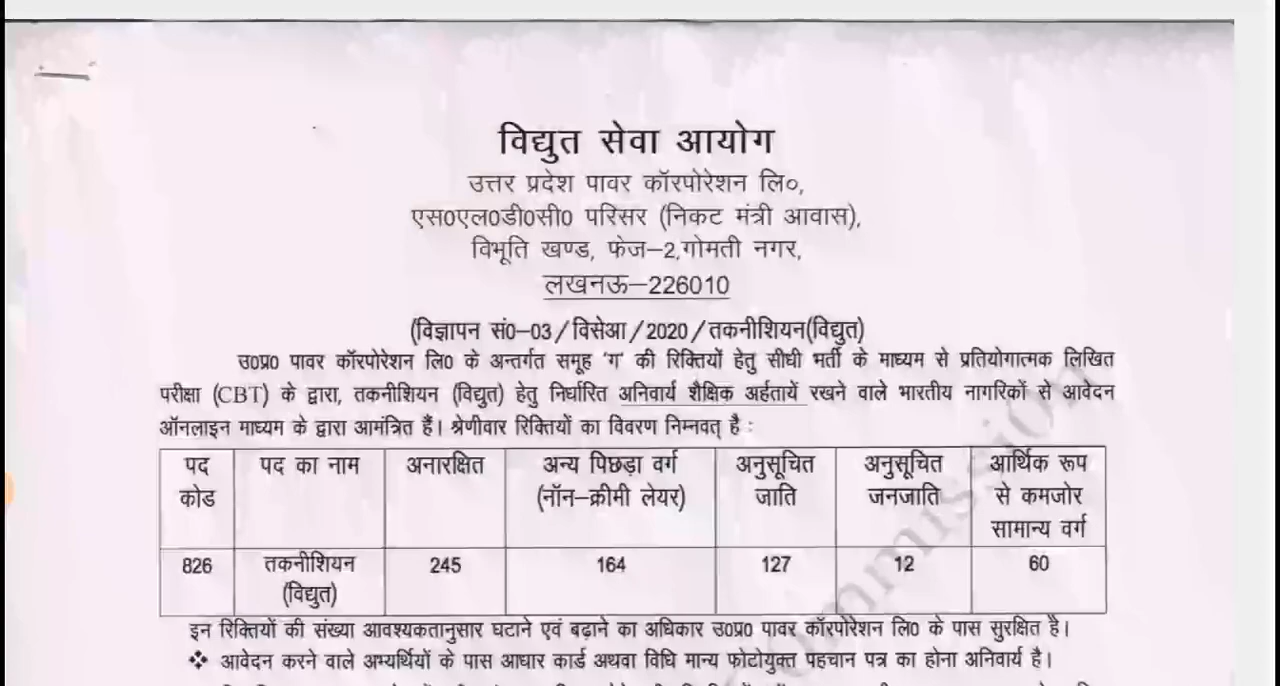 विद्युत सेवा आयोग
उत्तर प्रदेश पावर कॉरपोरेशन लि०,
एस0एल0डी0सी0 परिसर (निकट मंत्री आवास),
विभूति खण्ड, फेज–2,गोमती नगर,
लखनऊ–226010
(विज्ञापन सं0–03/विसेआ/2020/तकनीशियन(विद्युत)
उ0प्र0 पावर कॉरपोरेशन लि0 के अन्तर्गत समूह 'ग' की रिक्तियों हेतु सीधी भर्ती के माध्यम से प्रतियोगात्मक लिखित
परीक्षा (CBT) के द्वारा, तकनीशियन (विद्युत) हेतु निर्धारित अनिवार्य शैक्षिक अर्हतायें रखने वाले भारतीय नागरिकों से आवेदन
ऑनलाइन माध्यम के द्वारा आमंत्रित हैं। श्रेणीवार रिक्तियों का विवरण निम्नवत् है :
पद कोड पद का नाम अनारक्षित अन्य पिछड़ा वर्ग (नॉन–क्रीमी लेयर) अनुसूचित जाति अनुसूचित जनजाति आर्थिक रूप से कमजोर सामान्य वर्ग
826 तकनीशियन (विद्युत) 245 164 127 12 60
इन रिक्तियों की संख्या आवश्यकतानुसार घटाने एवं बढ़ाने का अधिकार उ0प्र0 पावर कॉरपोरेशन लि0 के पास सुरक्षित है।
❖ आवेदन करने वाले अभ्यर्थियों के पास आधार कार्ड अथवा विधि मान्य फोटोयुक्त पहचान पत्र का होना अनिवार्य है।